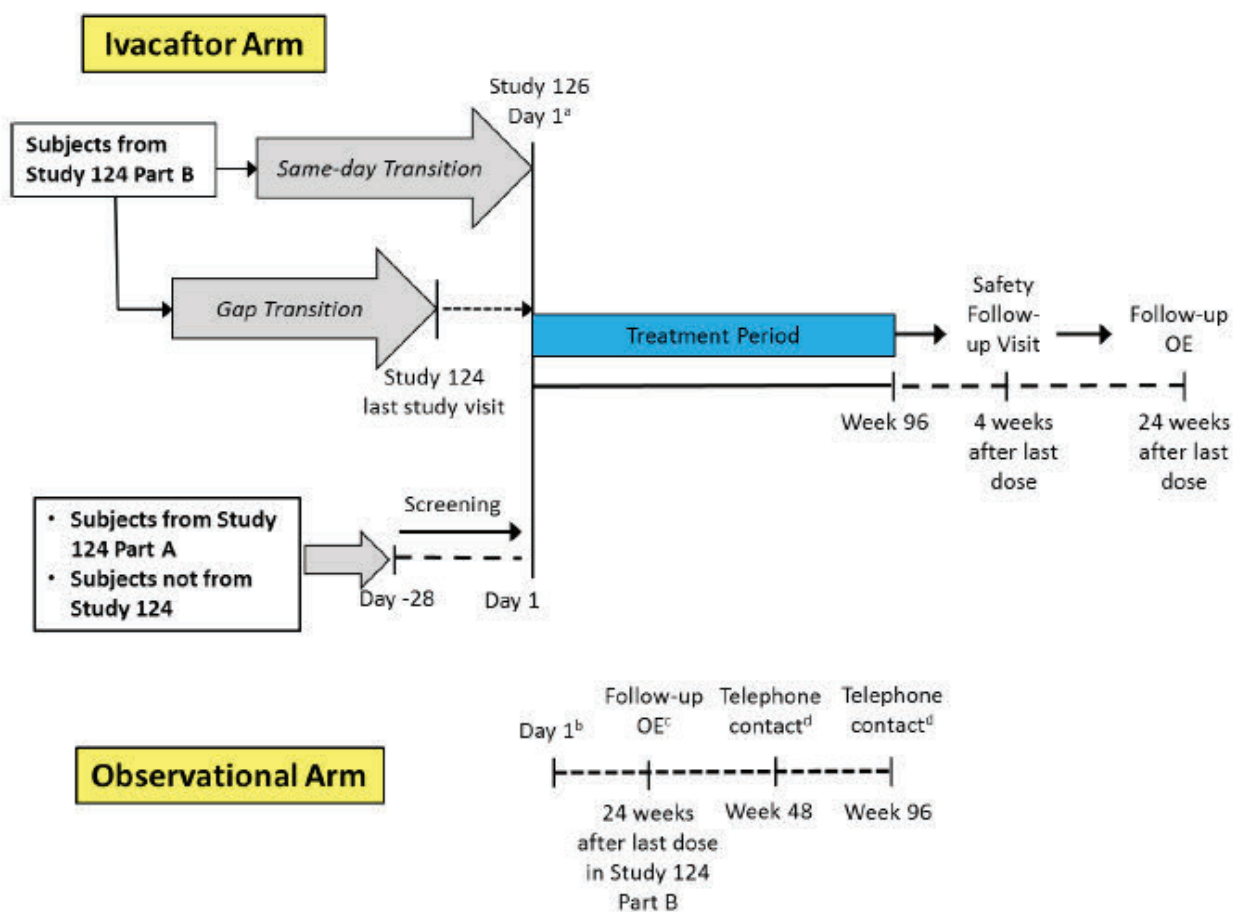 Ivacaftor Arm
Study 126
Day 1ᵃ
Subjects from
Study 124 Part B
Same-day Transition
Gap Transition
Study 124
last study visit
Treatment Period
Safety
Follow-
up Visit
Follow-up
OE
Week 96
4 weeks
after last
dose
24 weeks
after last
dose
• Subjects from Study
124 Part A
• Subjects not from
Study 124
Screening
Day -28
Day 1
Observational Arm
Day 1ᵇ
Follow-up
OEᶜ
Telephone
contactᵈ
Telephone
contactᵈ
24 weeks
after last dose
in Study 124
Part B
Week 48
Week 96